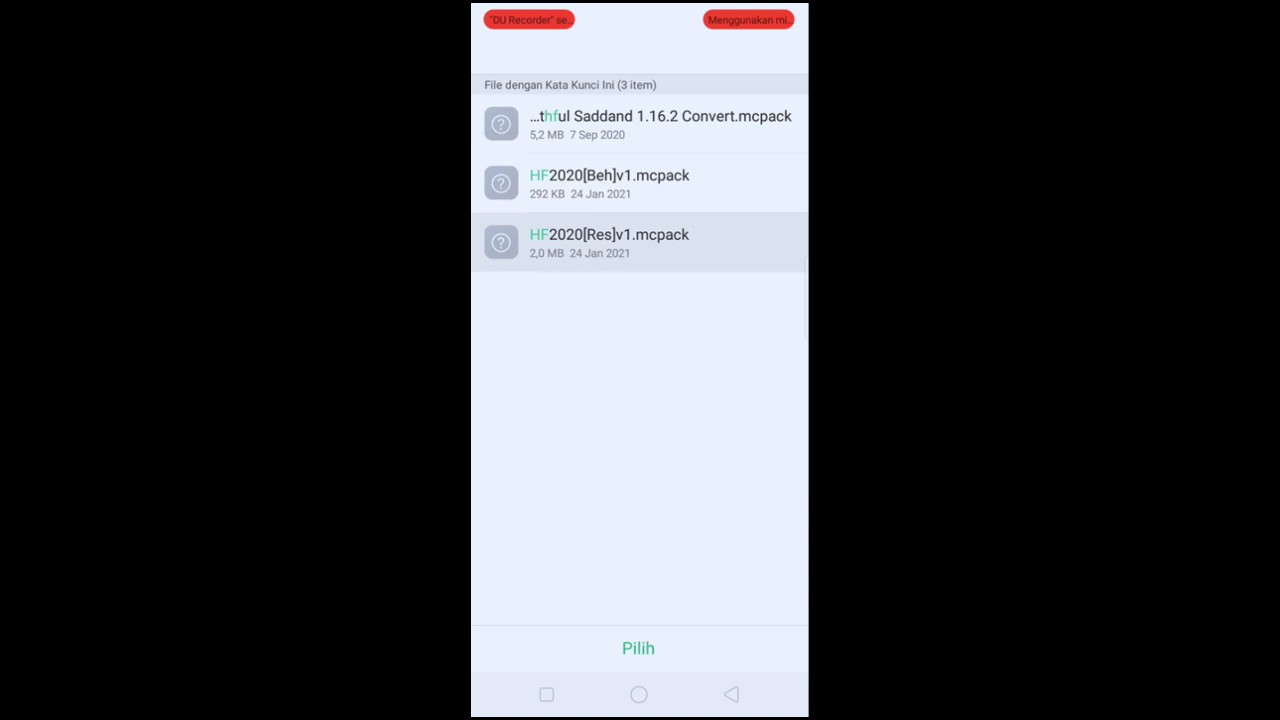 "DU Recorder" se..
Menggunakan mi..
File dengan Kata Kunci Ini (3 item)
...thful Saddand 1.16.2 Convert.mcpack
5,2 MB 7 Sep 2020
HF2020[Beh]v1.mcpack
292 KB 24 Jan 2021
HF2020[Res]v1.mcpack
2,0 MB 24 Jan 2021
Pilih